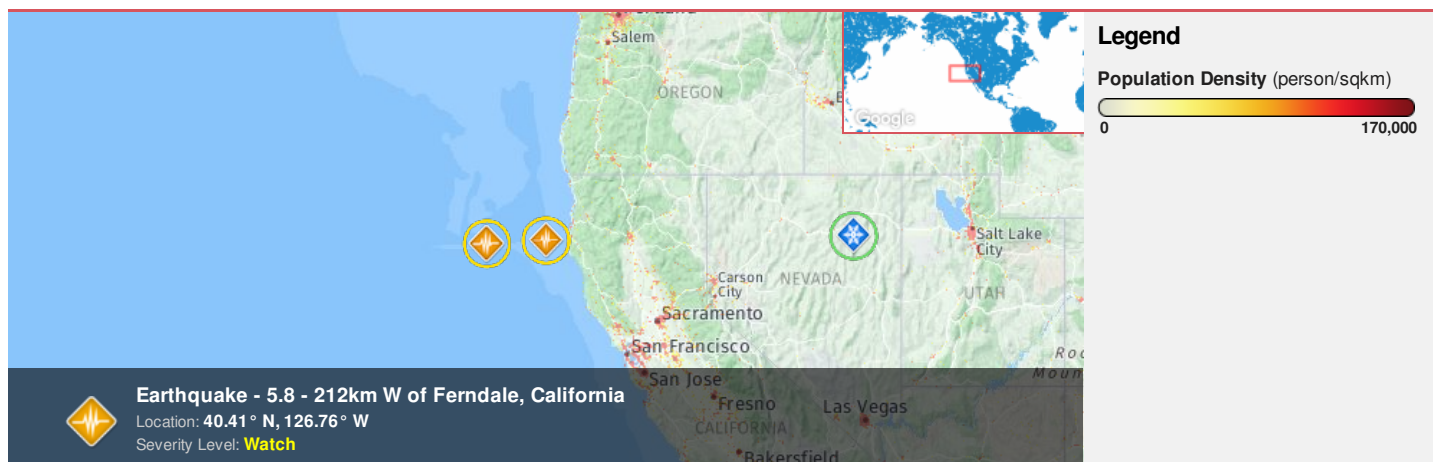 Salem
OREGON
Google
Carson
City
NEVADA
Salt Lake
City
UTAH
Sacramento
San Francisco
San Jose
Fresno
Las Vegas
CALIFORNIA
Bakersfield
Earthquake - 5.8 - 212km W of Ferndale, California
Location: 40.41° N, 126.76° W
Severity Level: Watch
Legend
Population Density (person/sqkm)
0 170,000